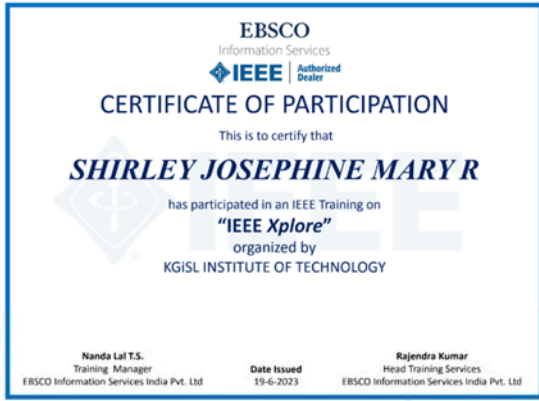 EBSCO
Information Services
IEEE Authorized Dealer
CERTIFICATE OF PARTICIPATION
This is to certify that
SHIRLEY JOSEPHINE MARY R
has participated in an IEEE Training on
“IEEE Xplore”
organized by
KGiSL INSTITUTE OF TECHNOLOGY
IEEE
Nanda Lal T.S.
Training Manager
EBSCO Information Services India Pvt. Ltd
Date Issued
19-6-2023
Rajendra Kumar
Head Training Services
EBSCO Information Services India Pvt. Ltd